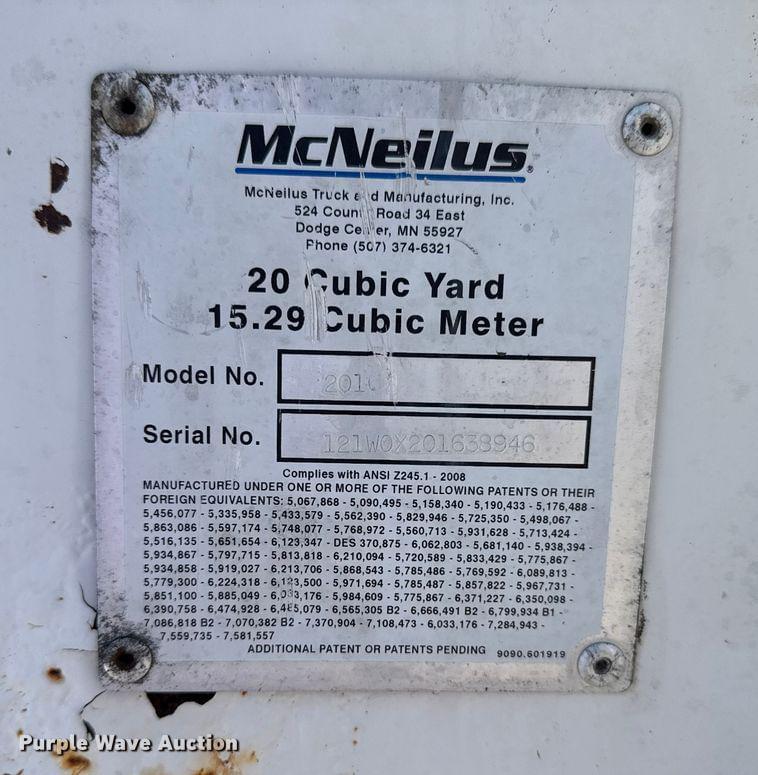 McNeilus®
McNeilus Truck and Manufacturing, Inc.
524 County Road 34 East
Dodge Center, MN 55927
Phone (507) 374-6321
20 Cubic Yard
15.29 Cubic Meter
Model No.
Serial No. 121W0X201638946
Complies with ANSI Z245.1 - 2008
MANUFACTURED UNDER ONE OR MORE OF THE FOLLOWING PATENTS OR THEIR
FOREIGN EQUIVALENTS: 5,067,868 - 5,090,495 - 5,158,340 - 5,190,433 - 5,176,488 -
5,456,077 - 5,335,958 - 5,433,579 - 5,562,390 - 5,829,946 - 5,725,350 - 5,498,067 -
5,863,086 - 5,597,174 - 5,748,077 - 5,768,972 - 5,560,713 - 5,931,628 - 5,713,424 -
5,516,135 - 5,651,654 - 6,123,347 - DES 370,875 - 6,062,803 - 5,681,140 - 5,938,394 -
5,934,867 - 5,797,715 - 5,813,818 - 6,210,094 - 5,720,589 - 5,833,429 - 5,775,867 -
5,934,858 - 5,919,027 - 6,213,706 - 5,868,543 - 5,785,486 - 5,769,592 - 6,089,813 -
5,779,300 - 6,224,318 - 6,123,500 - 5,971,694 - 5,785,487 - 5,857,822 - 5,967,731 -
5,851,100 - 5,885,049 - 6,033,176 - 5,984,609 - 5,775,867 - 6,371,227 - 6,350,098 -
6,390,758 - 6,474,928 - 6,485,079 - 6,565,305 B2 - 6,666,491 B2 - 6,799,934 B1 -
7,086,818 B2 - 7,070,382 B2 - 7,370,904 - 7,108,473 - 6,033,176 - 7,284,943 -
7,559,735 - 7,581,557
ADDITIONAL PATENT OR PATENTS PENDING 9090.601919
Purple Wave Auction